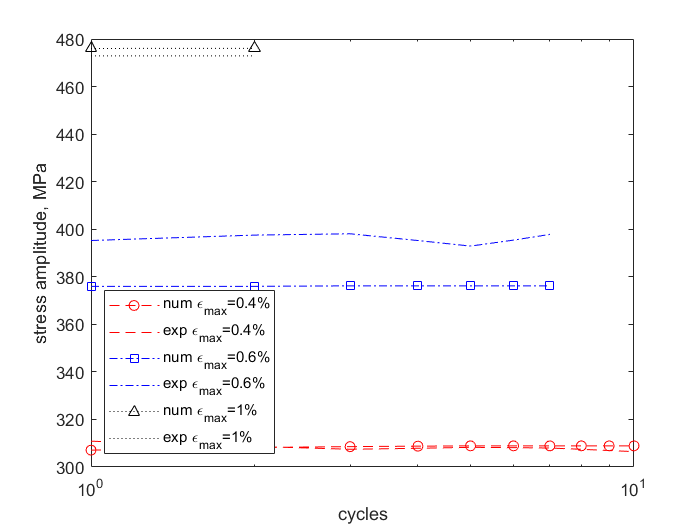 480
460
440
420
400
380
360
340
320
300
stress amplitude, MPa
num ϵmax=0.4%
exp ϵmax=0.4%
num ϵmax=0.6%
exp ϵmax=0.6%
num ϵmax=1%
exp ϵmax=1%
10^0 10^1
cycles